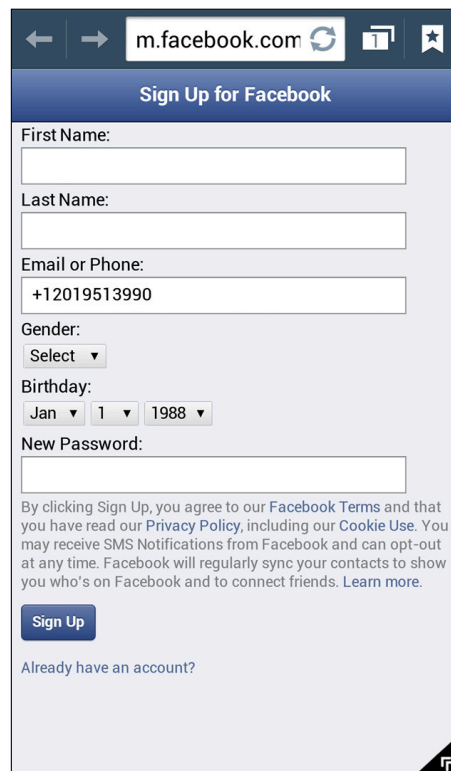 m.facebook.com 1
Sign Up for Facebook
First Name:
Last Name:
Email or Phone:
+12019513990
Gender:
Select
Birthday:
Jan 1 1988
New Password:
By clicking Sign Up, you agree to our Facebook Terms and that
you have read our Privacy Policy, including our Cookie Use. You
may receive SMS Notifications from Facebook and can opt-out
at any time. Facebook will regularly sync your contacts to show
you who's on Facebook and to connect friends. Learn more.
Sign Up
Already have an account?